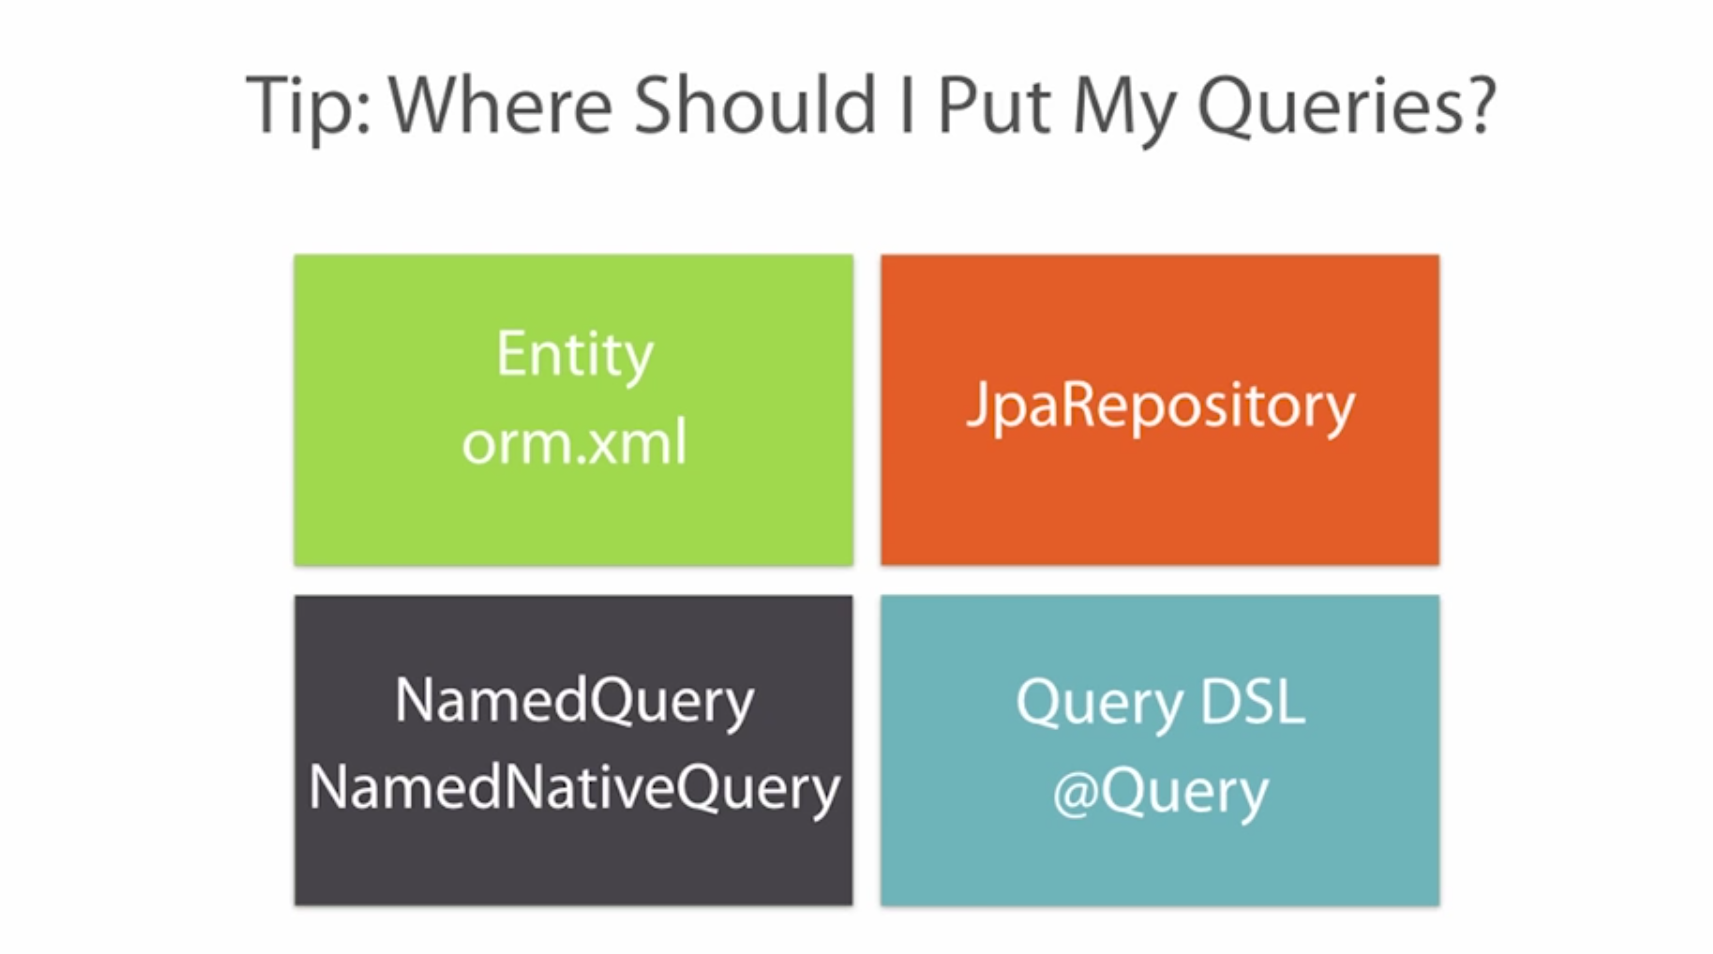 Tip: Where Should I Put My Queries?
Entity
orm.xml
JpaRepository
NamedQuery
NamedNativeQuery
Query DSL
@Query